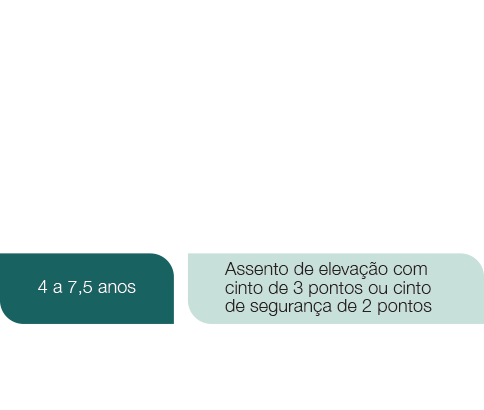 4 a 7,5 anos
Assento de elevação com
cinto de 3 pontos ou cinto
de segurança de 2 pontos